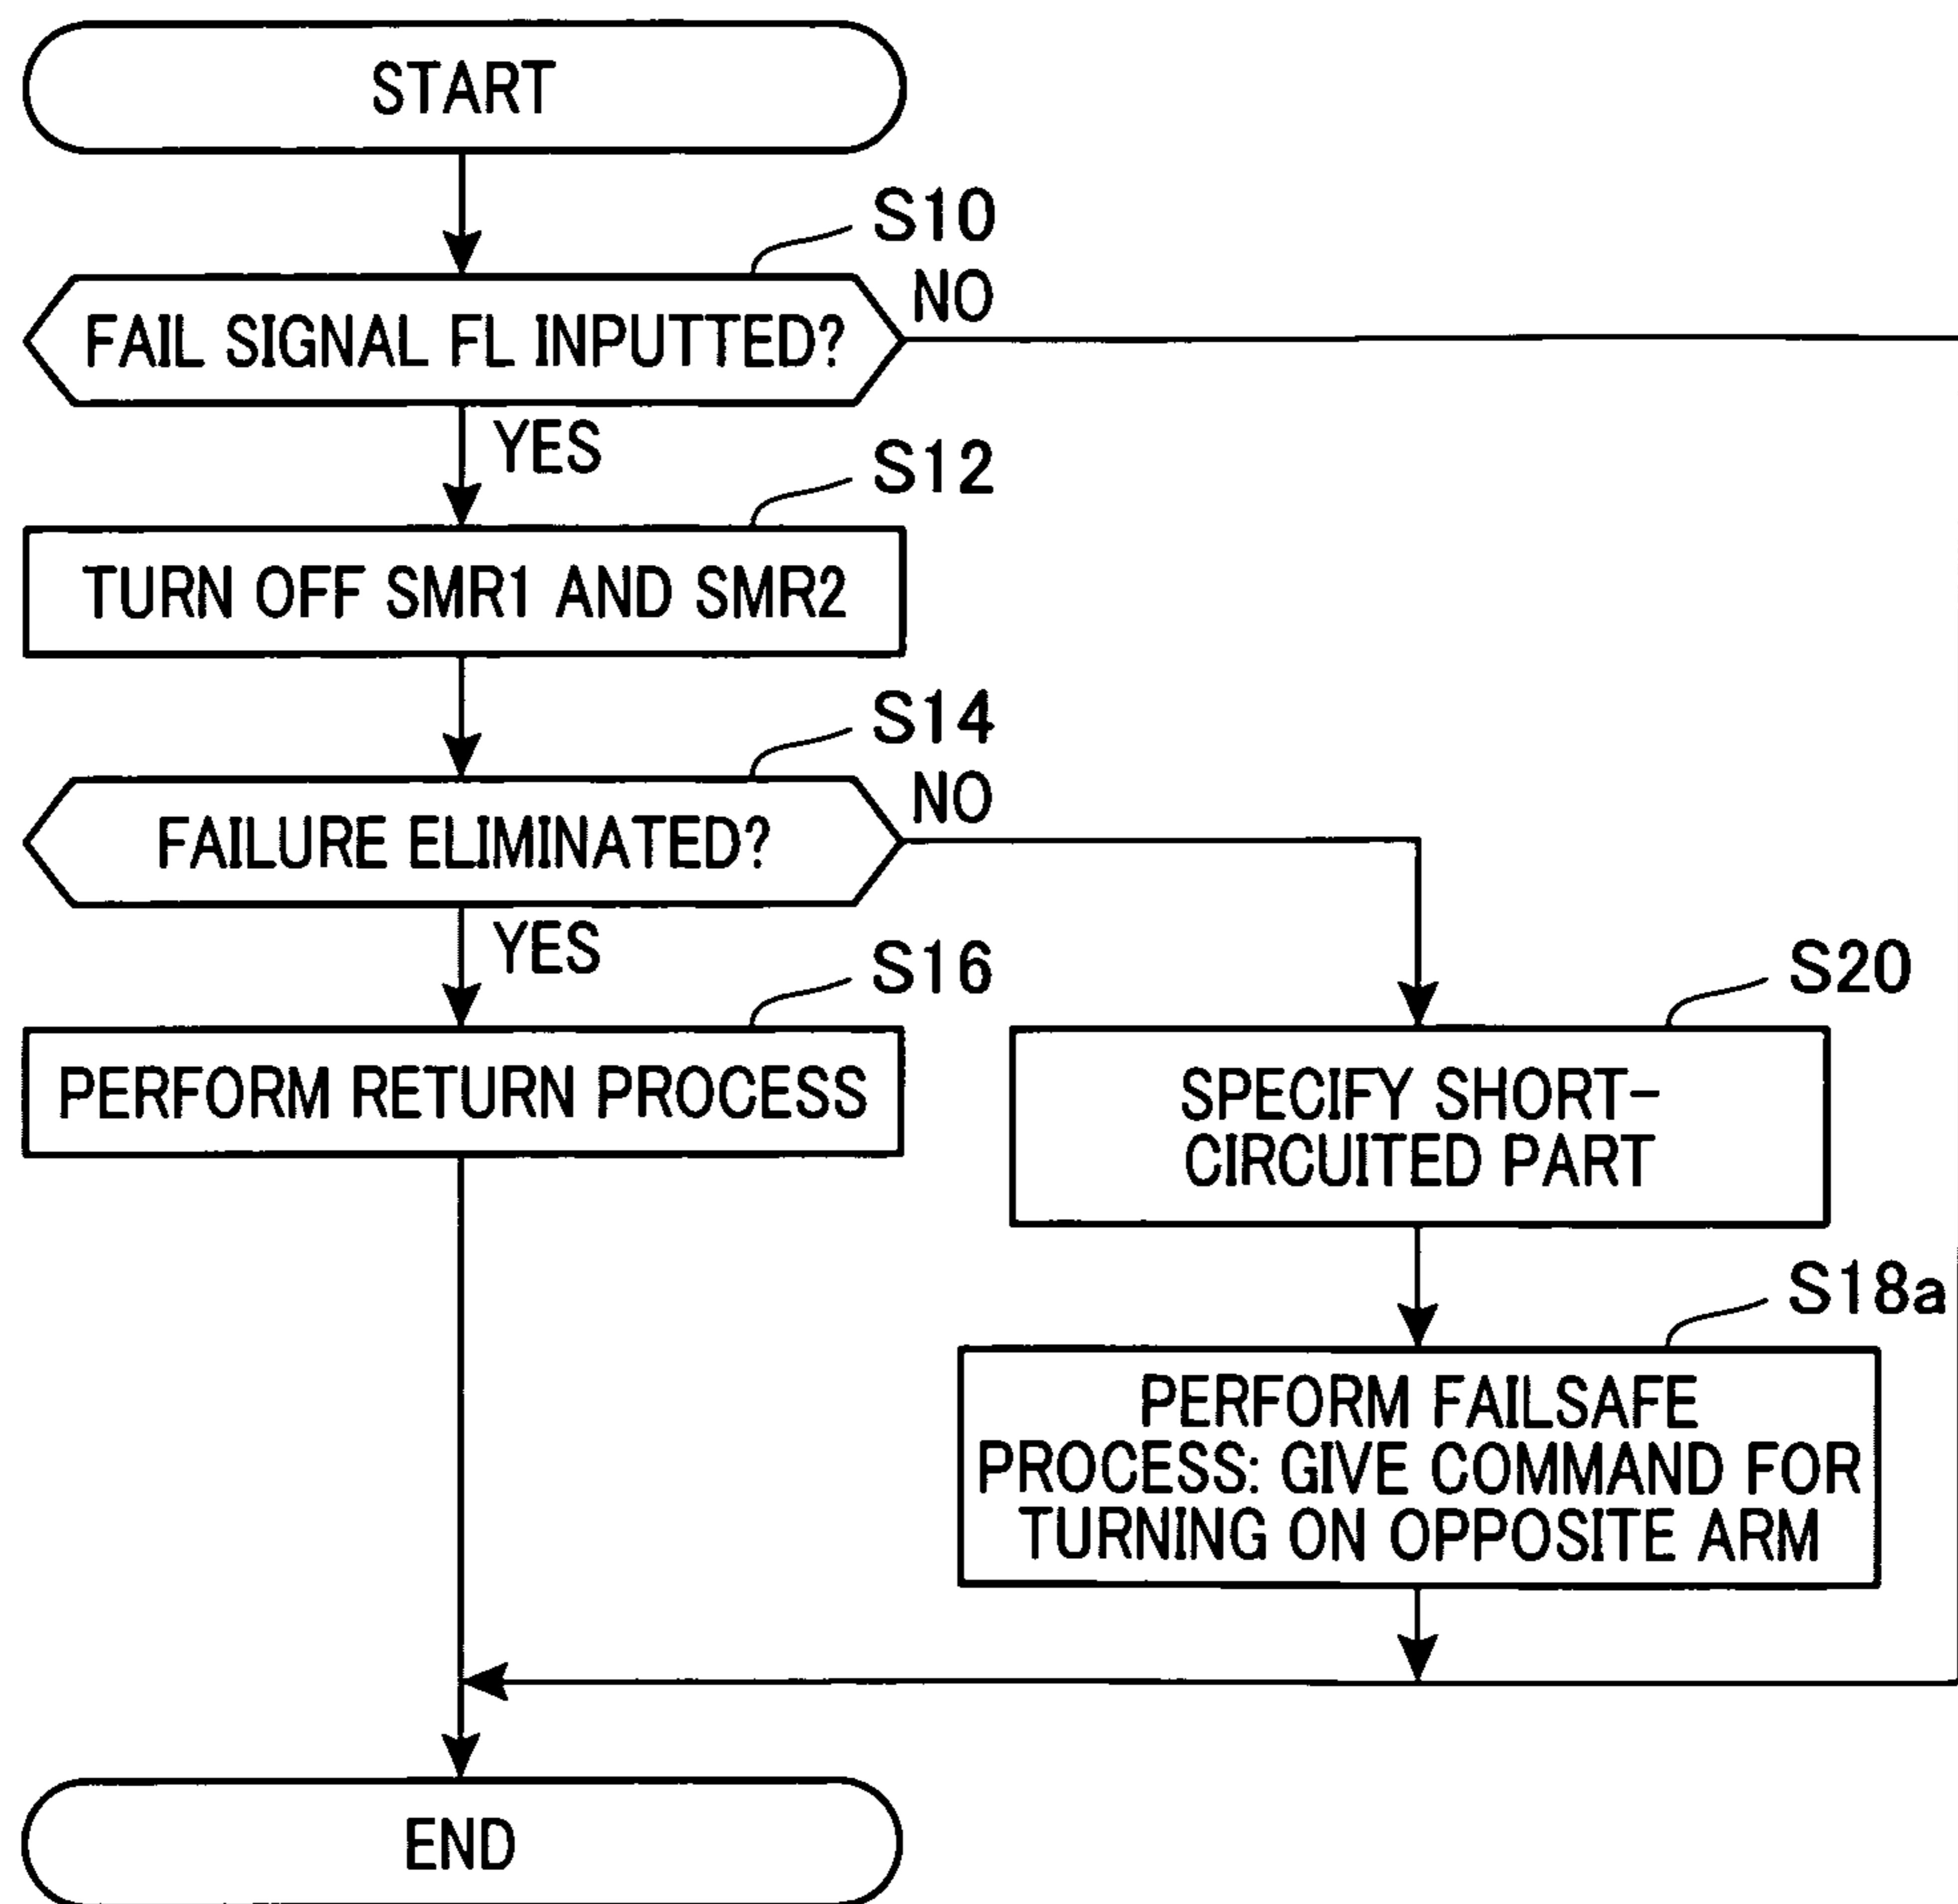 START
S10
FAIL SIGNAL FL INPUTTED?
NO
YES
S12
TURN OFF SMR1 AND SMR2
S14
FAILURE ELIMINATED?
NO
YES
S16
PERFORM RETURN PROCESS
S20
SPECIFY SHORT-
CIRCUITED PART
S18a
PERFORM FAILSAFE
PROCESS: GIVE COMMAND FOR
TURNING ON OPPOSITE ARM
END